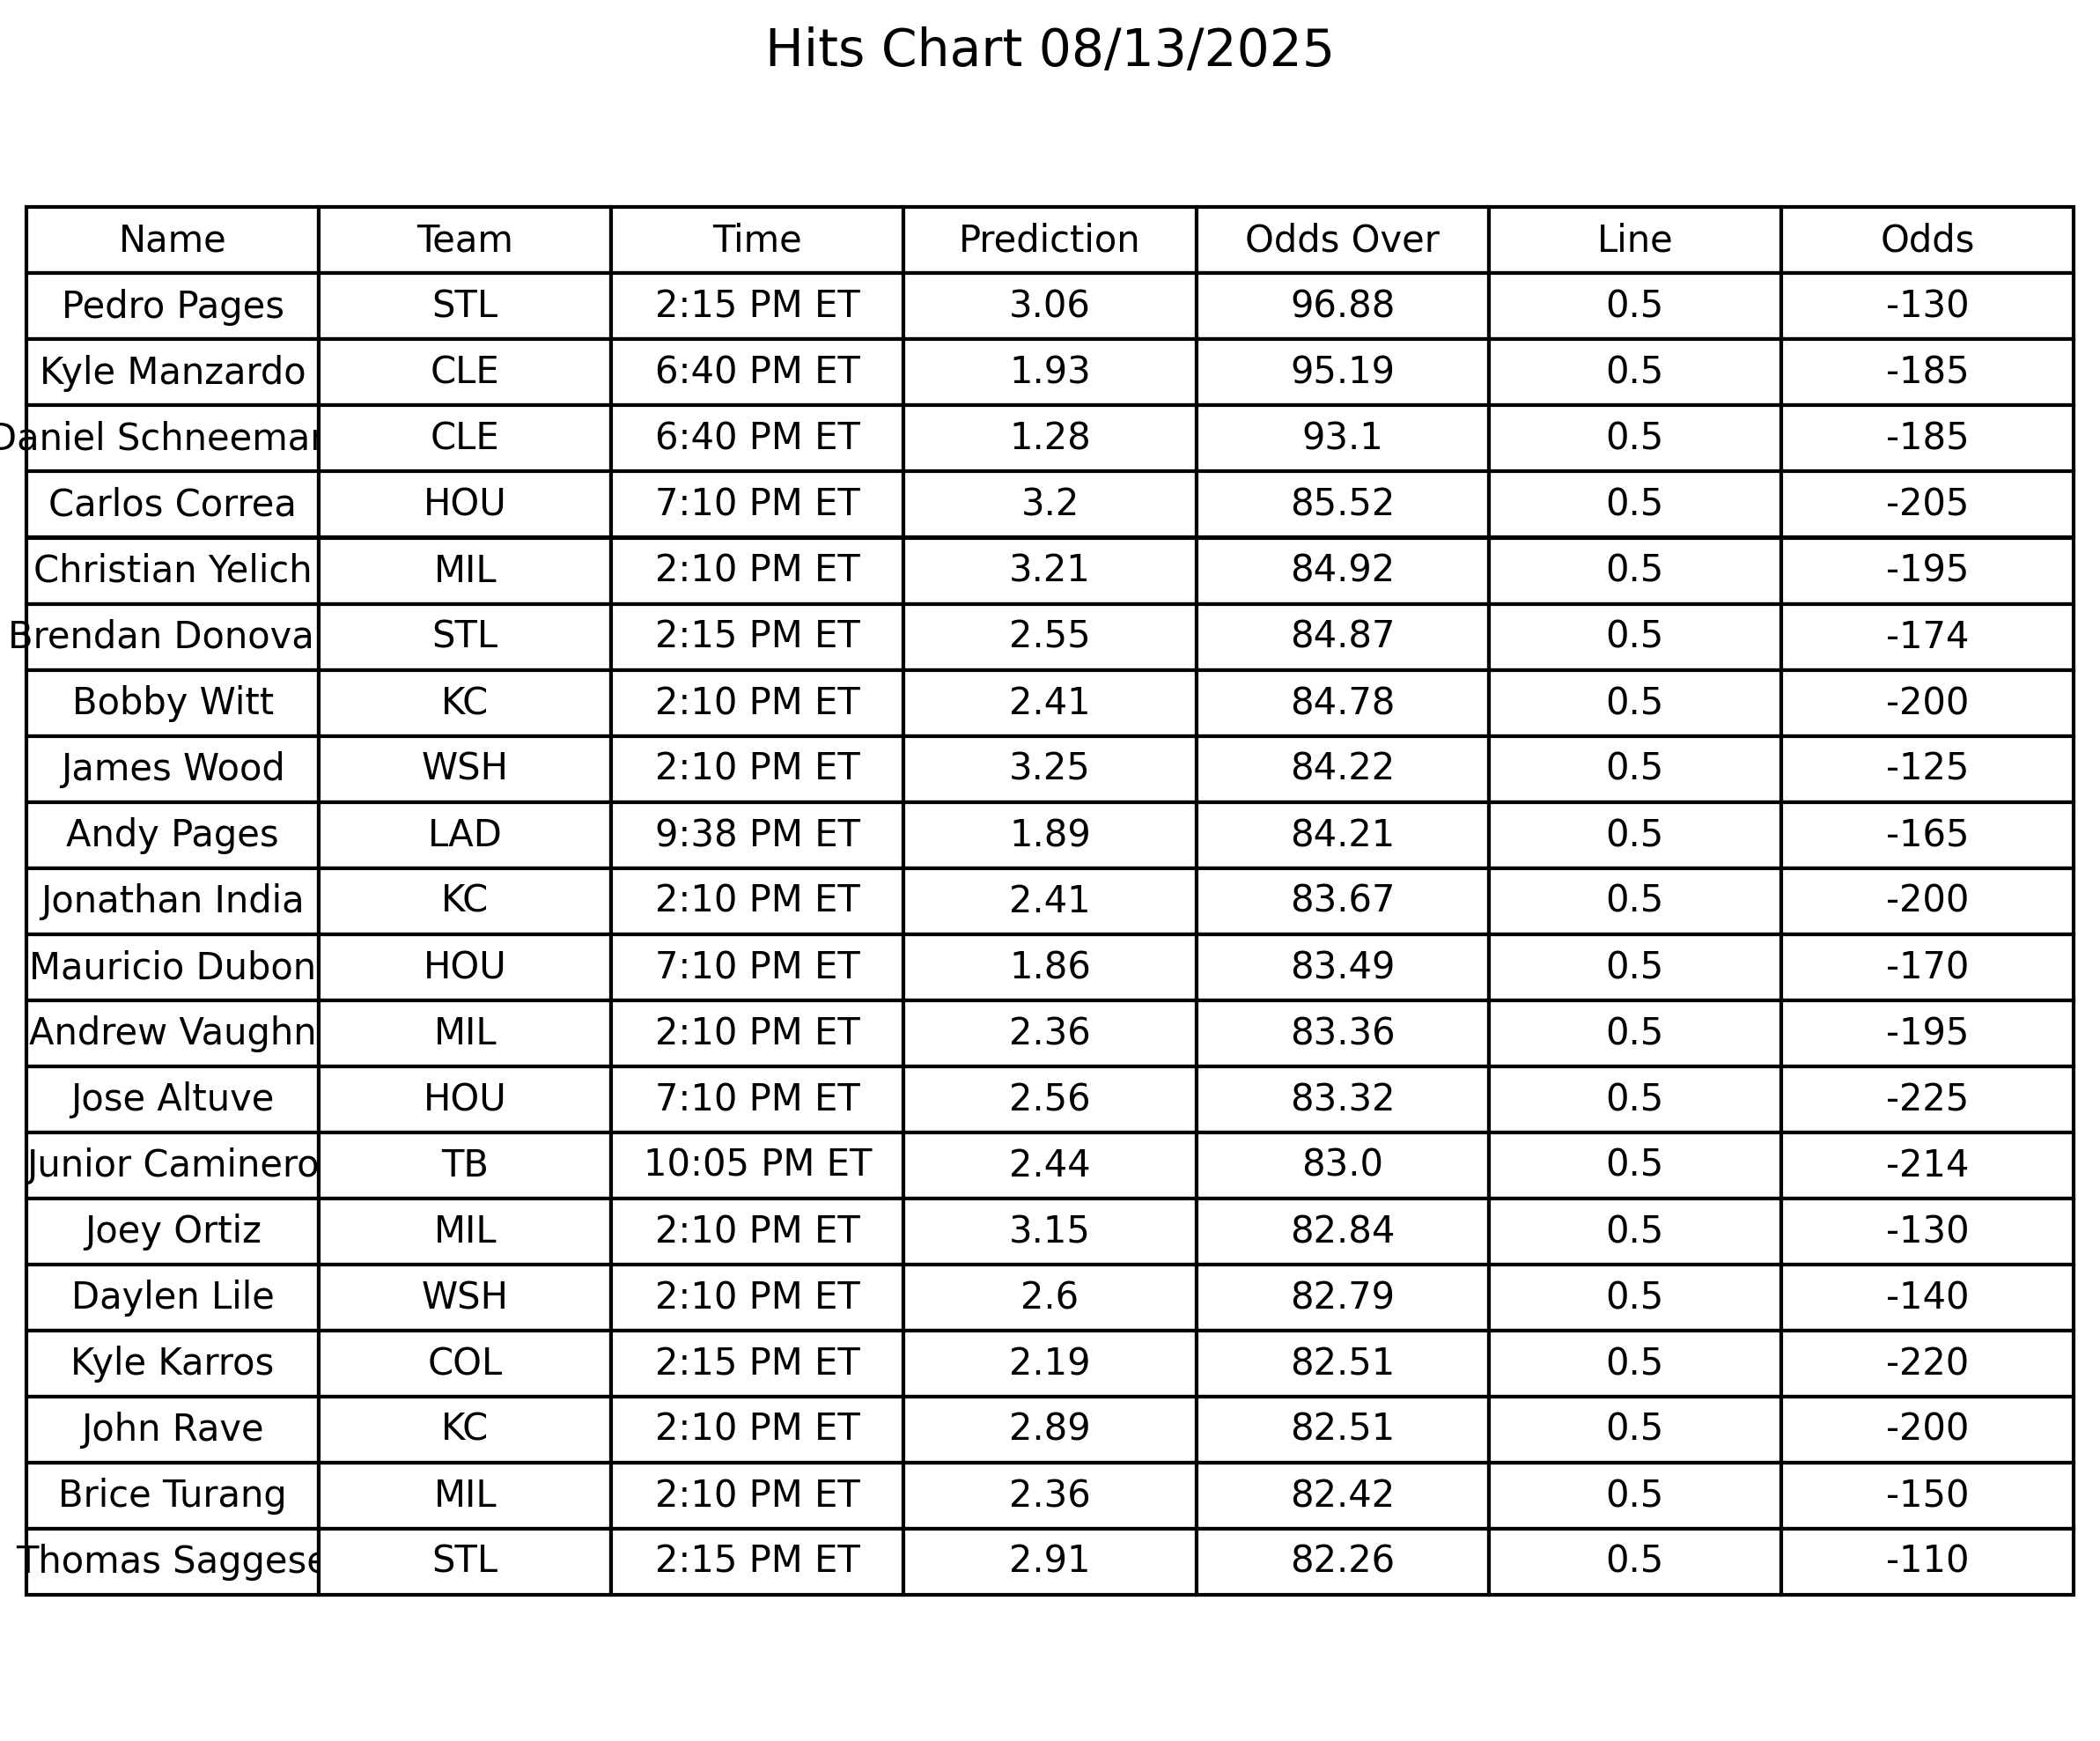 Hits Chart 08/13/2025
Name Team Time Prediction Odds Over Line Odds
Pedro Pages STL 2:15 PM ET 3.06 96.88 0.5 -130
Kyle Manzardo CLE 6:40 PM ET 1.93 95.19 0.5 -185
Daniel Schneeman CLE 6:40 PM ET 1.28 93.1 0.5 -185
Carlos Correa HOU 7:10 PM ET 3.2 85.52 0.5 -205
Christian Yelich MIL 2:10 PM ET 3.21 84.92 0.5 -195
Brendan Donova STL 2:15 PM ET 2.55 84.87 0.5 -174
Bobby Witt KC 2:10 PM ET 2.41 84.78 0.5 -200
James Wood WSH 2:10 PM ET 3.25 84.22 0.5 -125
Andy Pages LAD 9:38 PM ET 1.89 84.21 0.5 -165
Jonathan India KC 2:10 PM ET 2.41 83.67 0.5 -200
Mauricio Dubon HOU 7:10 PM ET 1.86 83.49 0.5 -170
Andrew Vaughn MIL 2:10 PM ET 2.36 83.36 0.5 -195
Jose Altuve HOU 7:10 PM ET 2.56 83.32 0.5 -225
Junior Caminero TB 10:05 PM ET 2.44 83.0 0.5 -214
Joey Ortiz MIL 2:10 PM ET 3.15 82.84 0.5 -130
Daylen Lile WSH 2:10 PM ET 2.6 82.79 0.5 -140
Kyle Karros COL 2:15 PM ET 2.19 82.51 0.5 -220
John Rave KC 2:10 PM ET 2.89 82.51 0.5 -200
Brice Turang MIL 2:10 PM ET 2.36 82.42 0.5 -150
Thomas Saggese STL 2:15 PM ET 2.91 82.26 0.5 -110